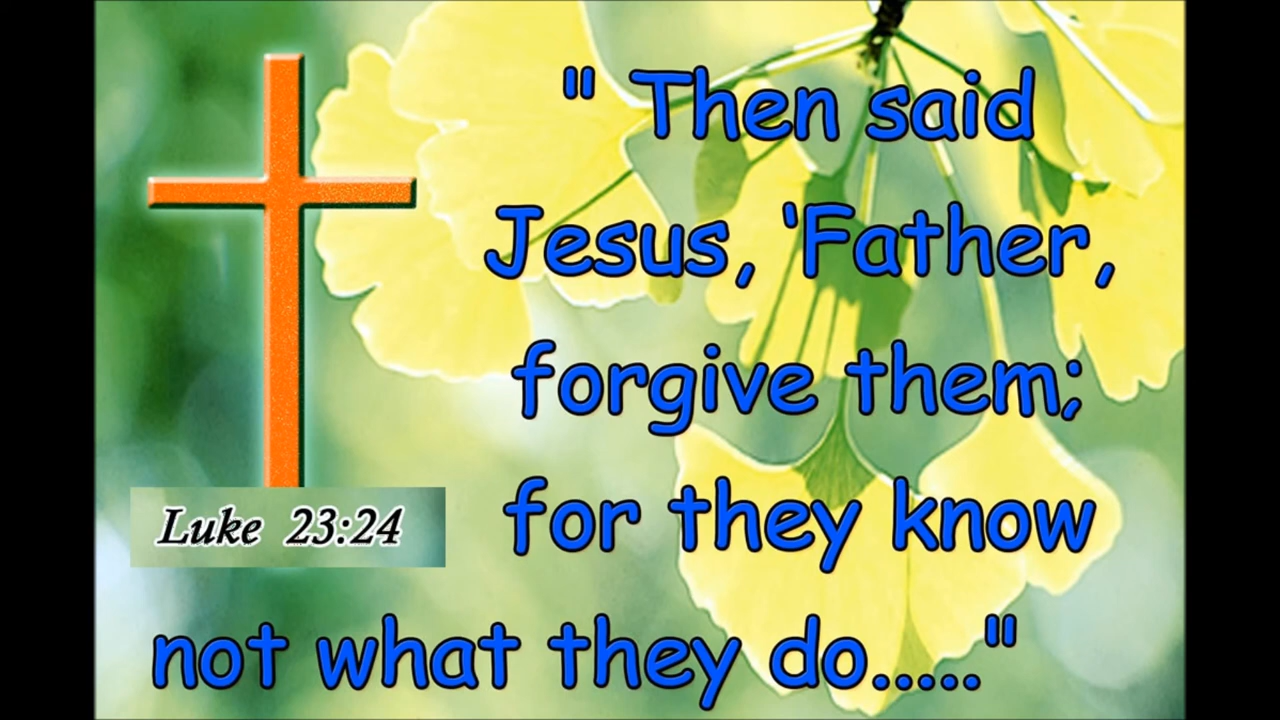 " Then said
Jesus, 'Father,
forgive them;
for they know
not what they do....."
Luke 23:24